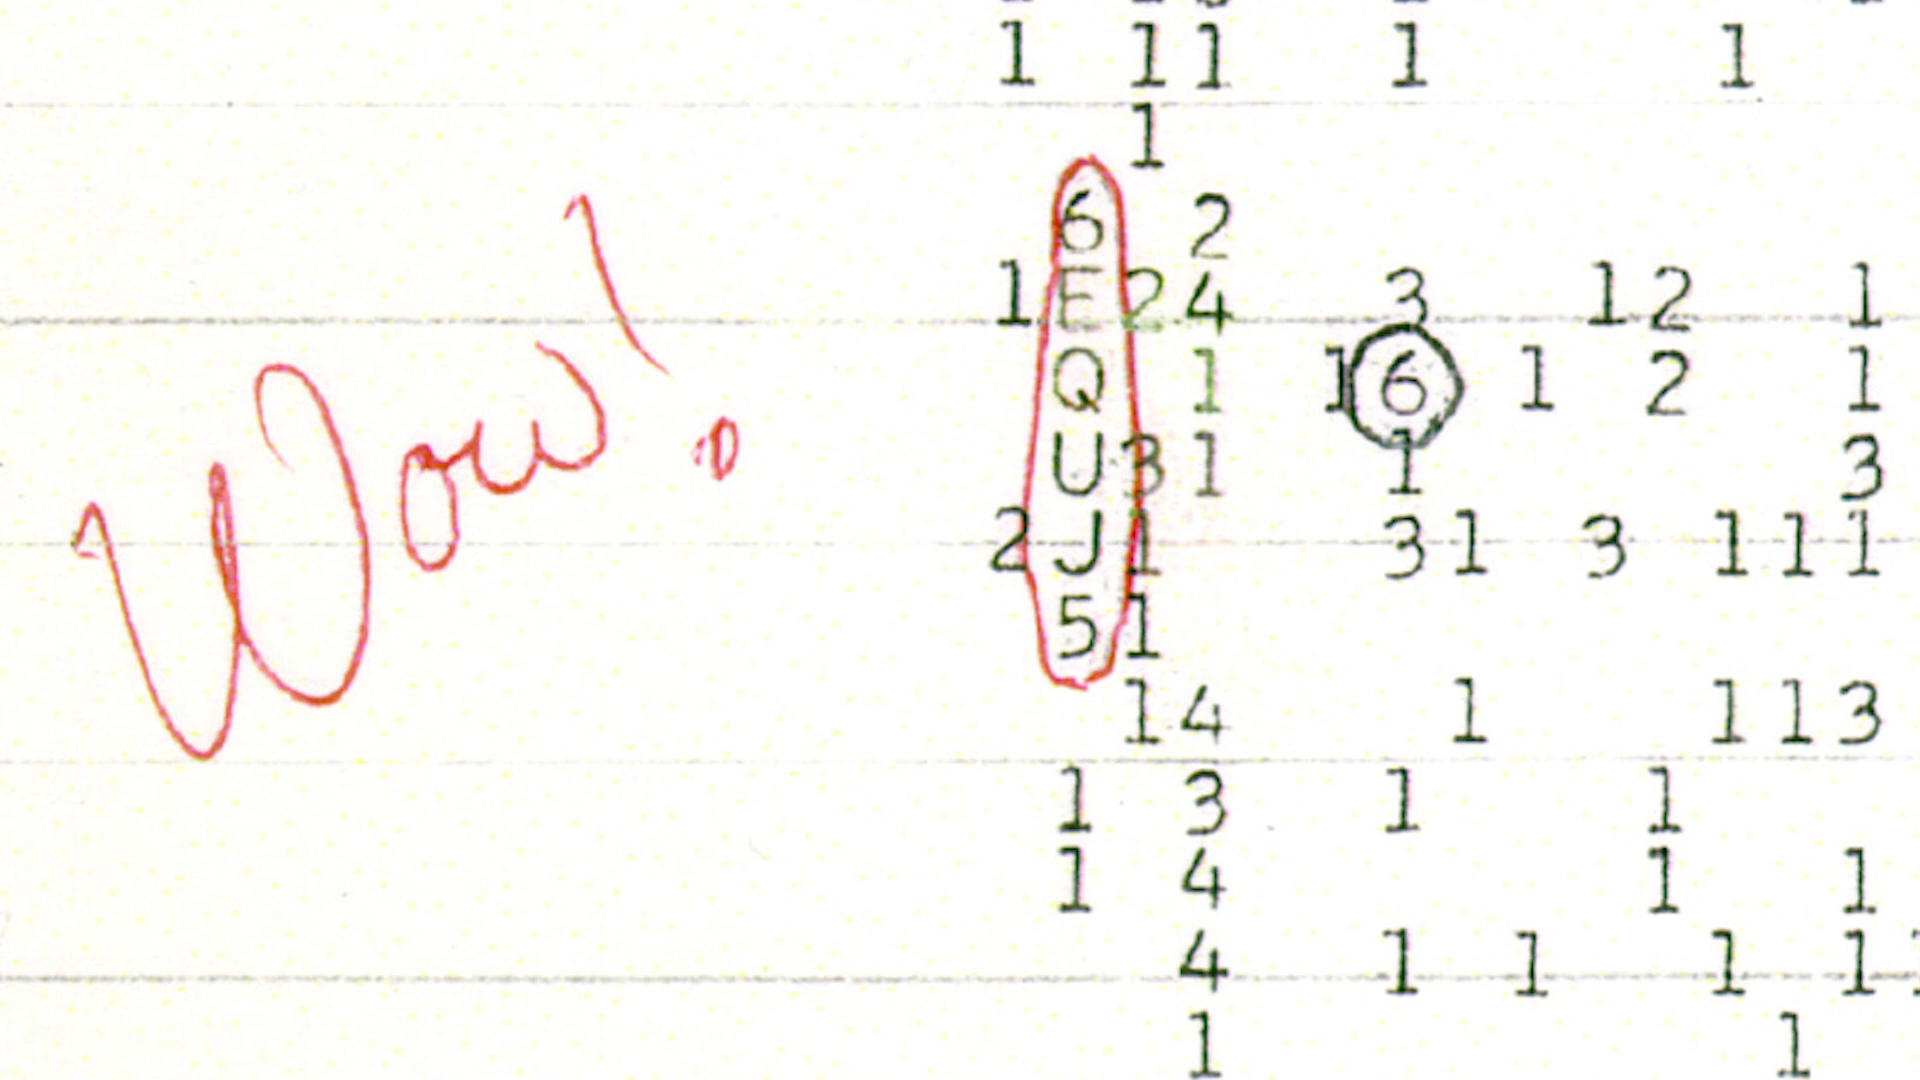 1 11 1 1
1
6 2
1E24 3 12 1
Wow! Q 1 16 1 2 1
U31 1 3
2J1 31 3 111
51
14 1 113
1 3 1 1
1 4 1 1
4 1 1 1 1
1 1